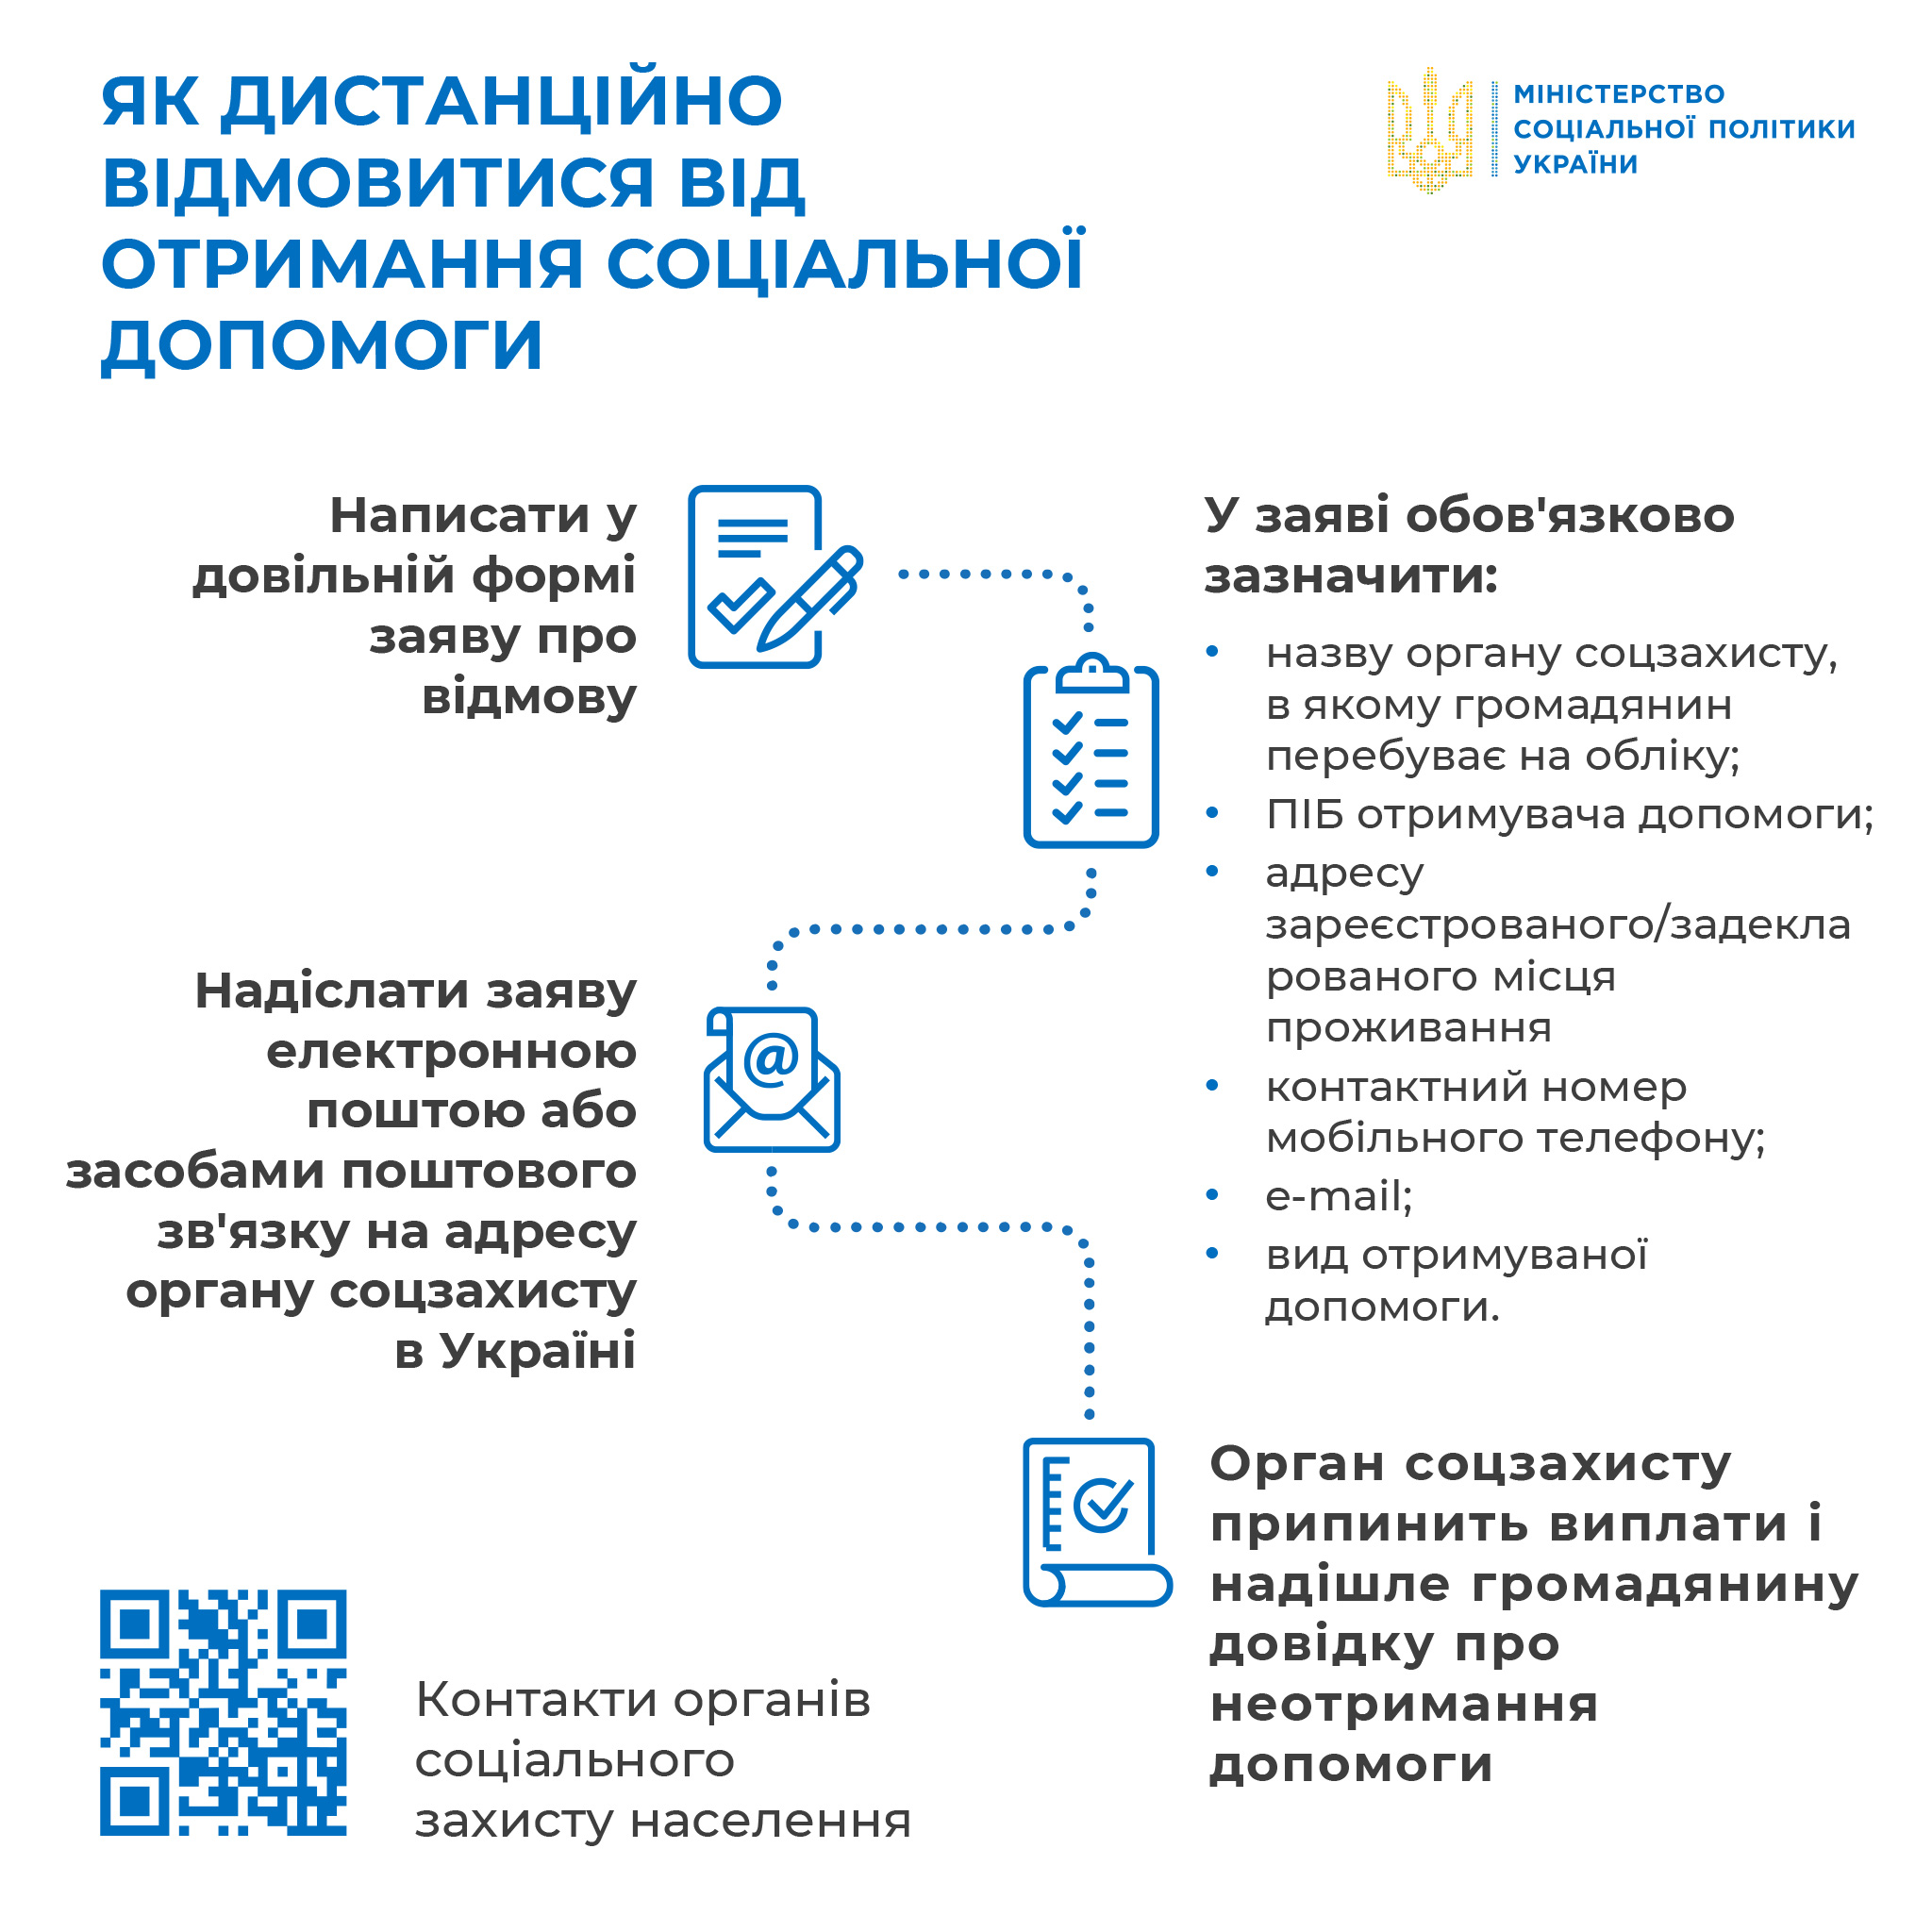 ЯК ДИСТАНЦІЙНО
ВІДМОВИТИСЯ ВІД
ОТРИМАННЯ СОЦІАЛЬНОЇ
ДОПОМОГИ
МІНІСТЕРСТВО
СОЦІАЛЬНОЇ ПОЛІТИКИ
УКРАЇНИ
Написати у
довільній формі
заяву про
відмову
У заяві обов'язково
зазначити:
• назву органу соцзахисту,
в якому громадянин
перебуває на обліку;
• ПІБ отримувача допомоги;
• адресу
зареєстрованого/задекла
рованого місця
проживання
• контактний номер
мобільного телефону;
• e-mail;
• вид отримуваної
допомоги.
Надіслати заяву
електронною
поштою або
засобами поштового
зв'язку на адресу
органу соцзахисту
в Україні
@
Орган соцзахисту
припинить виплати і
надішле громадянину
довідку про
неотримання
допомоги
Контакти органів
соціального
захисту населення